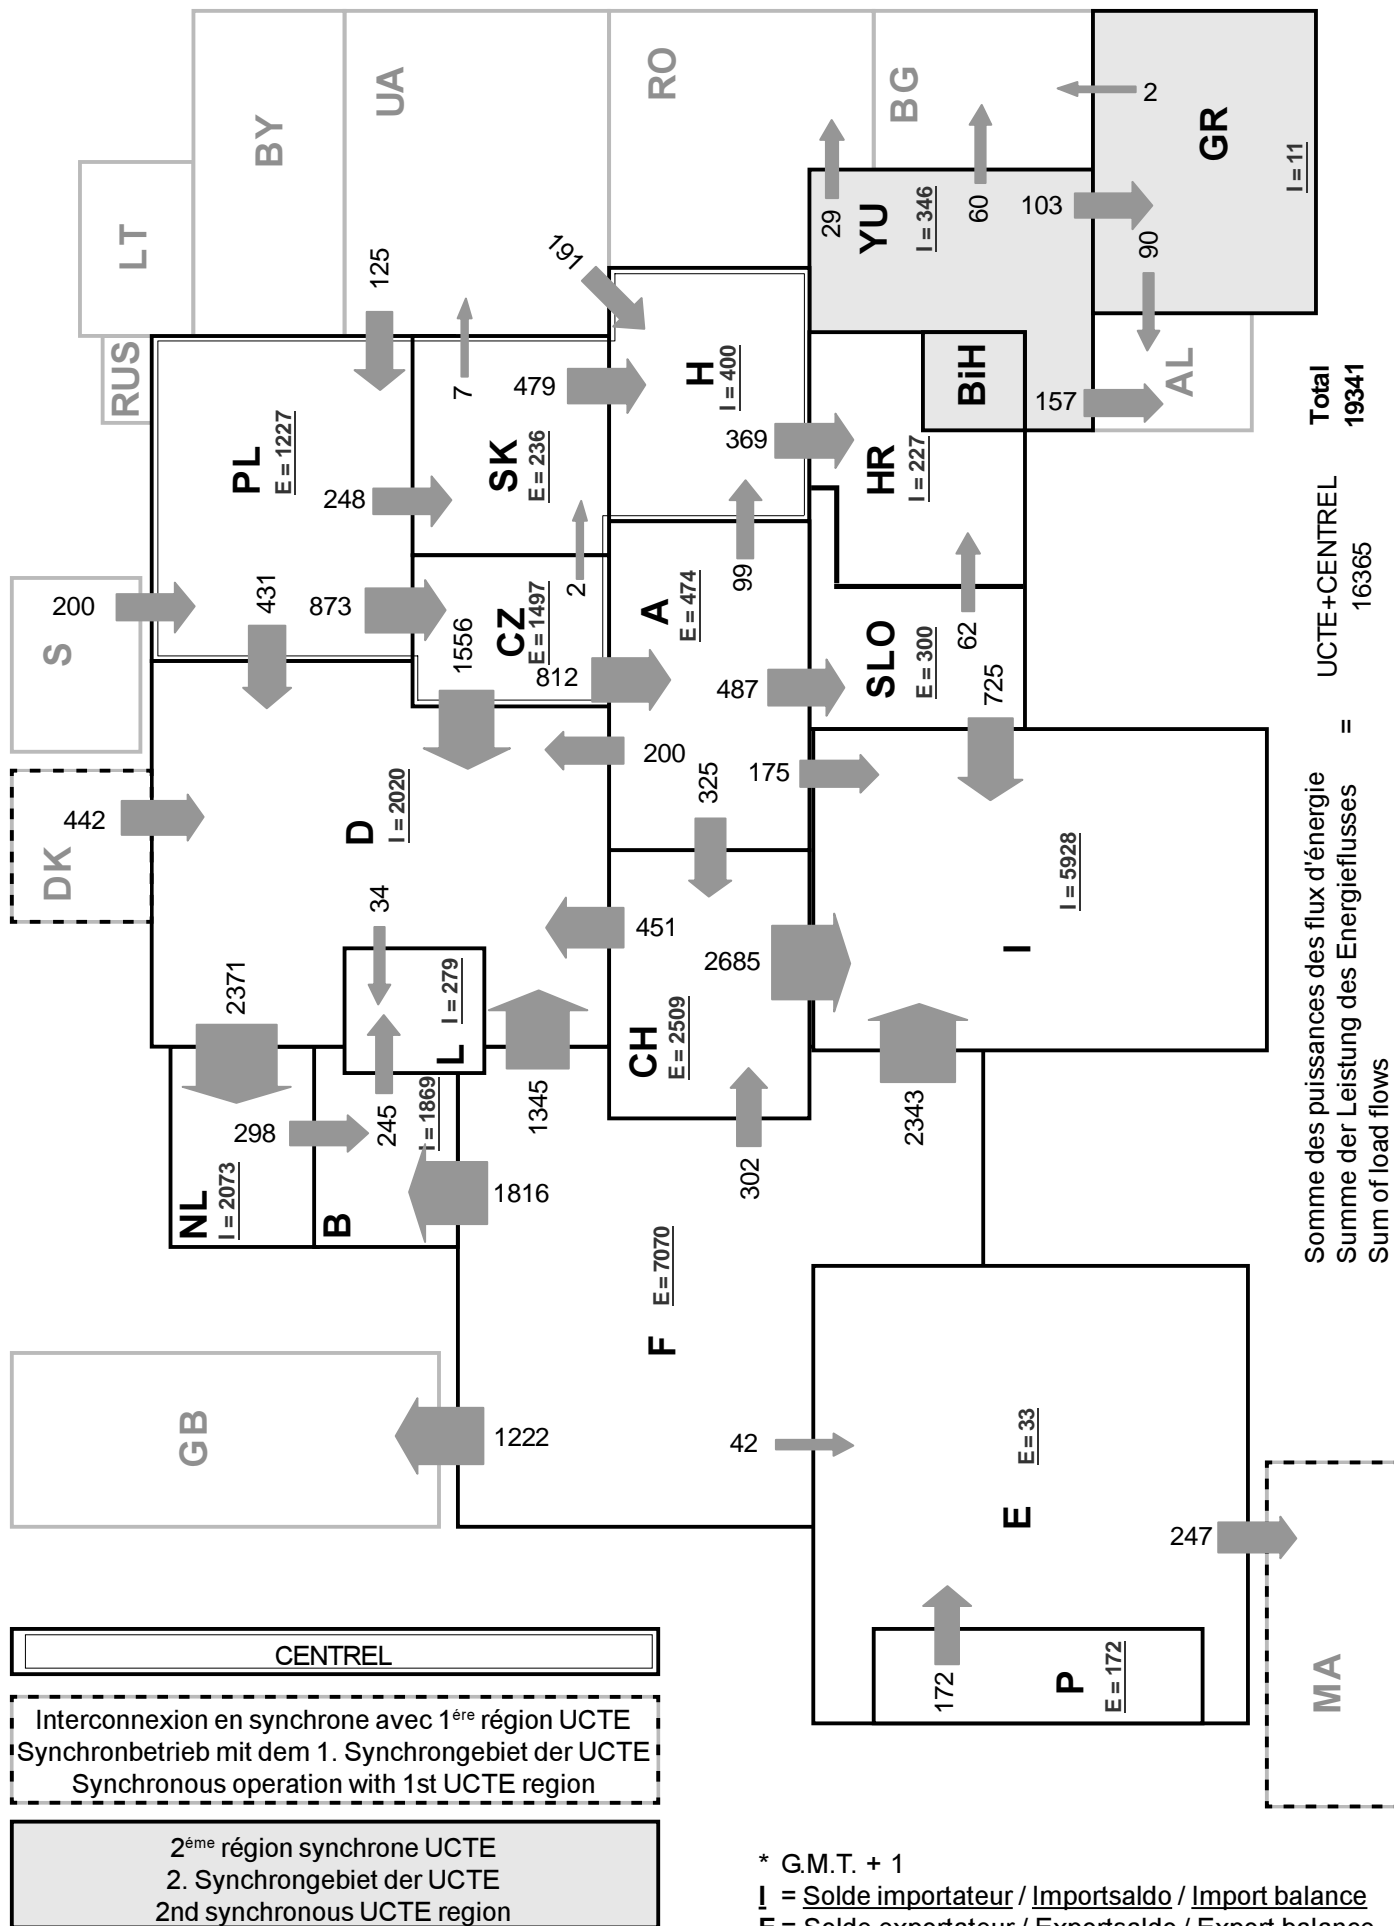 LT
BY
UA
RO
BG
2
GR
I = 11
RUS
125
191
29
YU
I = 346
60
103
90
7
479
H
I = 400
369
BiH
157
AL
PL
E = 1227
248
SK
E = 236
HR
I = 227
Total
19341
S
200
431
873
1556
2
CZ
E = 1497
812
A
E = 474
99
487
SLO
E = 300
62
725
UCTE+CENTREL
16365
=
DK
442
D
I = 2020
200
325
175
34
451
2685
I
I = 5928
2371
L
I = 279
1345
CH
E = 2509
302
2343
NL
I = 2073
298
B
245
I = 1869
1816
F
E = 7070
Somme des puissances des flux d'énergie
Summe der Leistung des Energieflusses
Sum of load flows
GB
1222
42
E
E = 33
172
P
E = 172
247
MA
CENTREL
Interconnexion en synchrone avec 1ére région UCTE
Synchronbetrieb mit dem 1. Synchrongebiet der UCTE
Synchronous operation with 1st UCTE region
2éme région synchrone UCTE
2. Synchrongebiet der UCTE
2nd synchronous UCTE region
* G.M.T. + 1
I = Solde importateur / Importsaldo / Import balance
E = Solde exportateur / Exportsaldo / Export balance